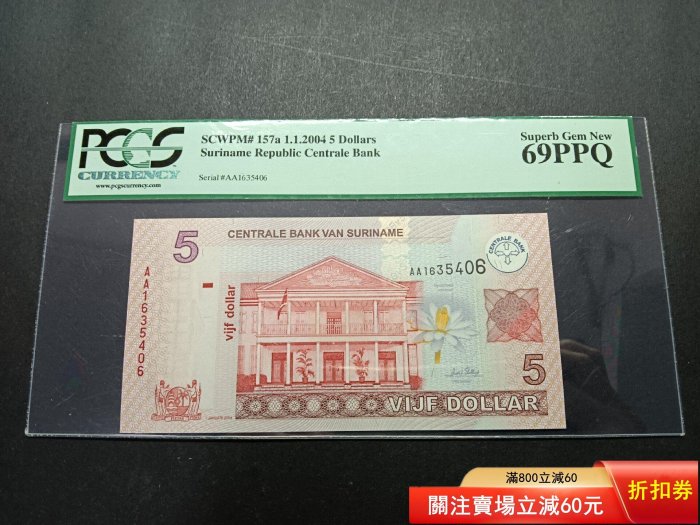 PCGS
CURRENCY
www.pcgscurrency.com
SCWPM# 157a 1.1.2004 5 Dollars
Suriname Republic Centrale Bank
Serial #AA1635406
Superb Gem New
69PPQ
5
CENTRALE BANK VAN SURINAME
CENTRALE BANK
AA1635406
AA1635406
vijf dollar
5
VIJF DOLLAR
滿800立減60
關注賣場立減60元
折扣券